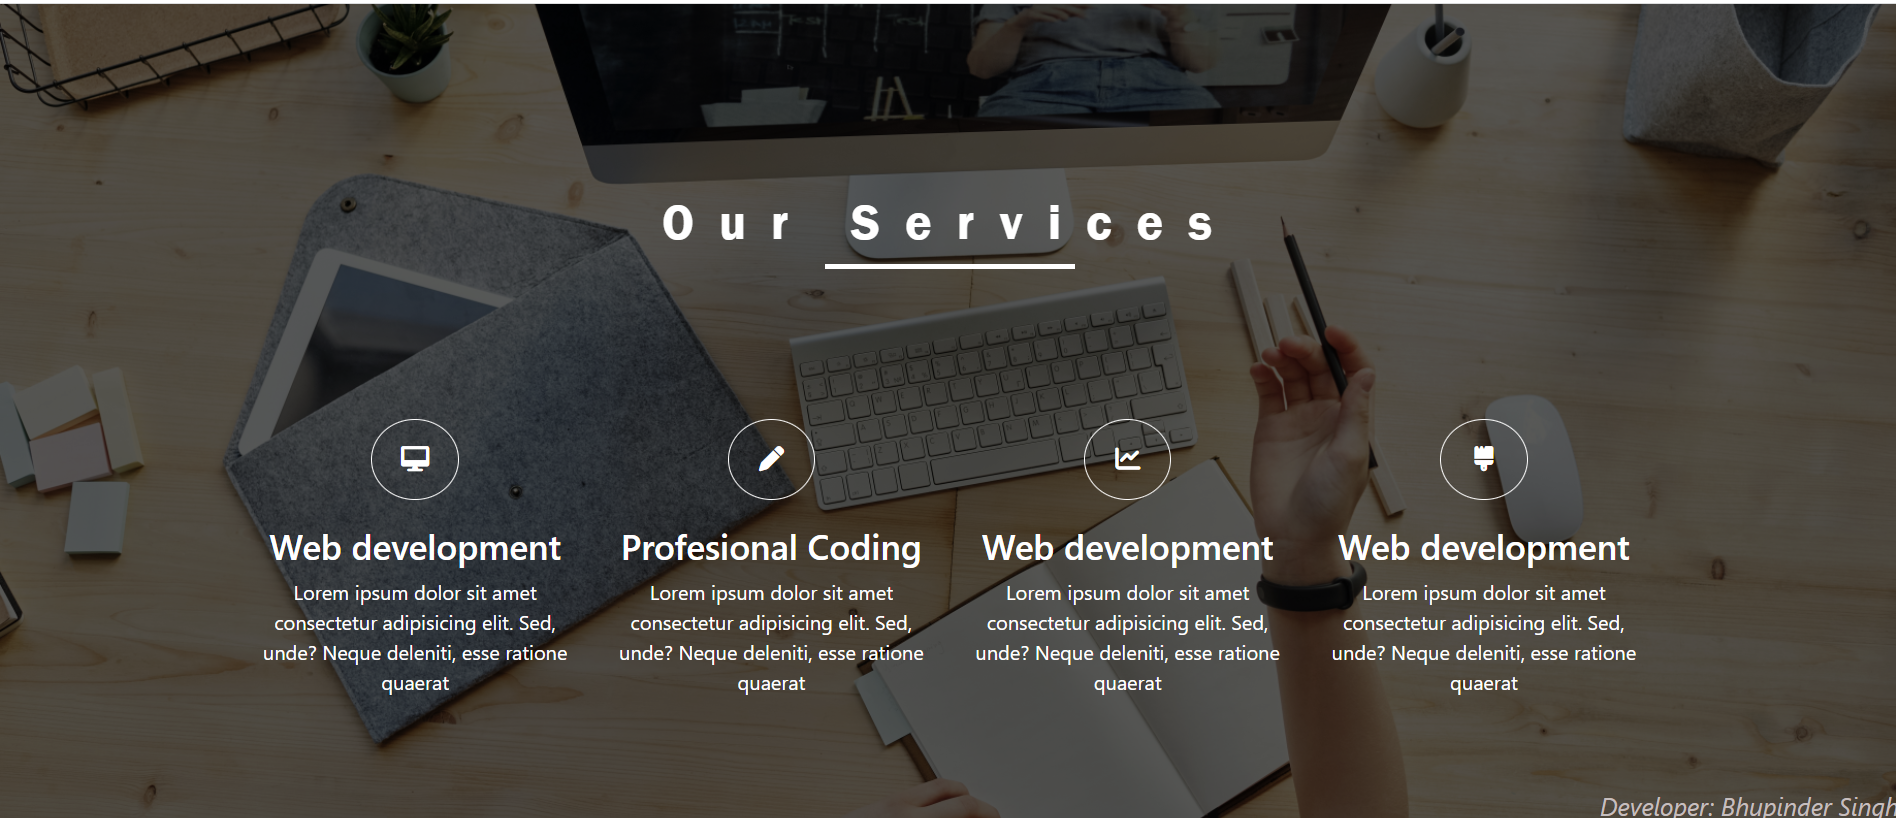 Our Services
Web development
Lorem ipsum dolor sit amet
consectetur adipisicing elit. Sed,
unde? Neque deleniti, esse ratione
quaerat
Profesional Coding
Lorem ipsum dolor sit amet
consectetur adipisicing elit. Sed,
unde? Neque deleniti, esse ratione
quaerat
Web development
Lorem ipsum dolor sit amet
consectetur adipisicing elit. Sed,
unde? Neque deleniti, esse ratione
quaerat
Web development
Lorem ipsum dolor sit amet
consectetur adipisicing elit. Sed,
unde? Neque deleniti, esse ratione
quaerat
Developer: Bhupinder Singh